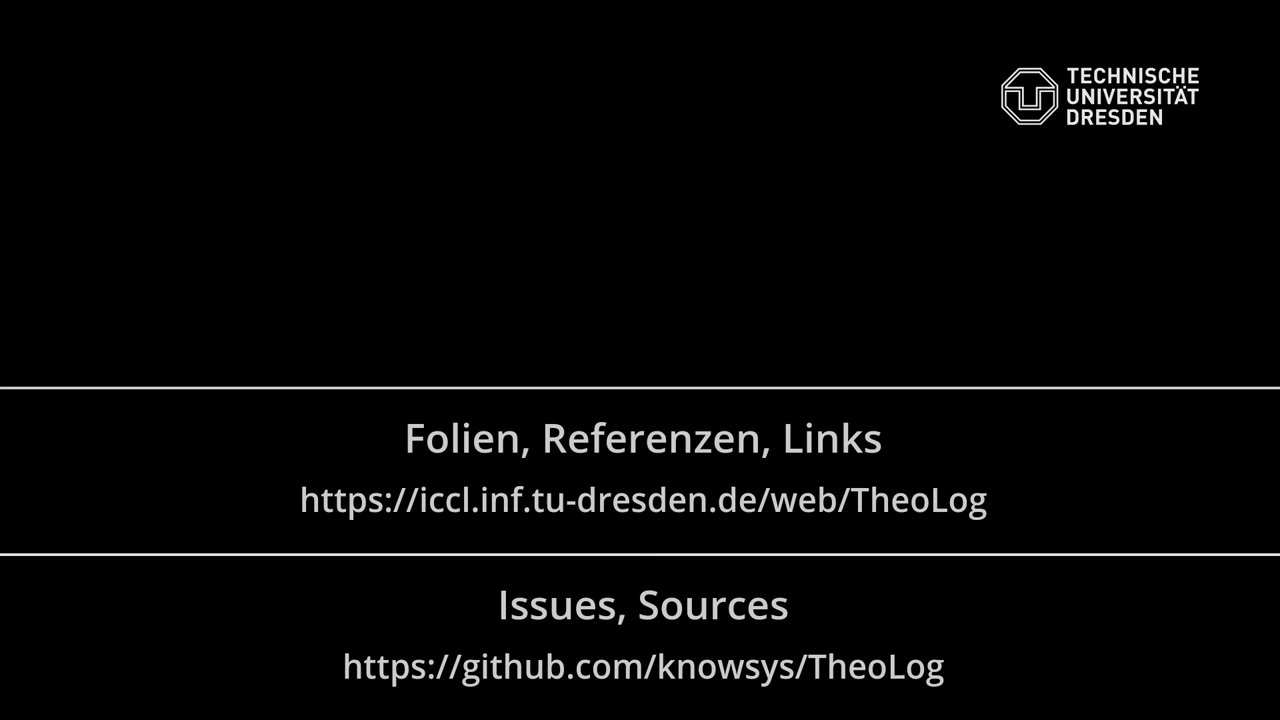 TECHNISCHE
UNIVERSITÄT
DRESDEN
Folien, Referenzen, Links
https://iccl.inf.tu-dresden.de/web/TheoLog
Issues, Sources
https://github.com/knowsys/TheoLog